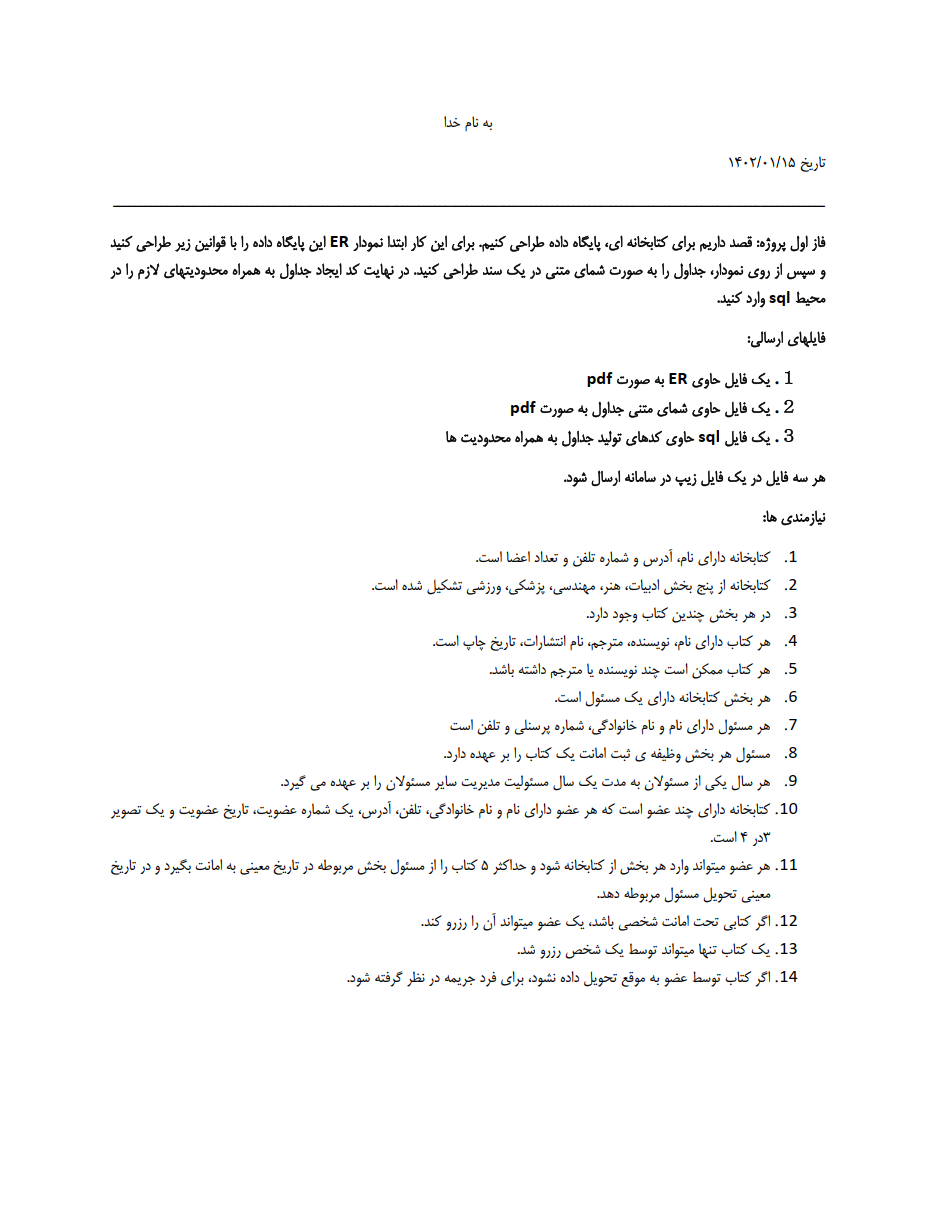 به نام خدا
تاریخ ۱۴۰۲/۰۱/۱۵
فاز اول پروژه: قصد داریم برای کتابخانه ای، پایگاه داده طراحی کنیم. برای این کار ابتدا نمودار ER این پایگاه داده را با قوانین زیر طراحی کنید
و سپس از روی نمودار، جداول را به صورت شمای متنی در یک سند طراحی کنید. در نهایت کد ایجاد جداول به همراه محدودیتهای لازم را در
محیط sql وارد کنید.
فایلهای ارسالی:
1. یک فایل حاوی ER به صورت pdf
2. یک فایل حاوی شمای متنی جداول به صورت pdf
3. یک فایل sql حاوی کدهای تولید جداول به همراه محدودیت ها
هر سه فایل در یک فایل زیپ در سامانه ارسال شود.
نیازمندی ها:
1. کتابخانه دارای نام، آدرس و شماره تلفن و تعداد اعضا است.
2. کتابخانه از پنج بخش ادبیات، هنر، مهندسی، پزشکی، ورزشی تشکیل شده است.
3. در هر بخش چندین کتاب وجود دارد.
4. هر کتاب دارای نام، نویسنده، مترجم، نام انتشارات، تاریخ چاپ است.
5. هر کتاب ممکن است چند نویسنده یا مترجم داشته باشد.
6. هر بخش کتابخانه دارای یک مسئول است.
7. هر مسئول دارای نام و نام خانوادگی، شماره پرسنلی و تلفن است
8. مسئول هر بخش وظیفه ی ثبت امانت یک کتاب را بر عهده دارد.
9. هر سال یکی از مسئولان به مدت یک سال مسئولیت مدیریت سایر مسئولان را بر عهده می گیرد.
10. کتابخانه دارای چند عضو است که هر عضو دارای نام و نام خانوادگی، تلفن، آدرس، یک شماره عضویت، تاریخ عضویت و یک تصویر
۳در ۴ است.
11. هر عضو میتواند وارد هر بخش از کتابخانه شود و حداکثر ۵ کتاب را از مسئول بخش مربوطه در تاریخ معینی به امانت بگیرد و در تاریخ
معینی تحویل مسئول مربوطه دهد.
12. اگر کتابی تحت امانت شخصی باشد، یک عضو میتواند آن را رزرو کند.
13. یک کتاب تنها میتواند توسط یک شخص رزرو شد.
14. اگر کتاب توسط عضو به موقع تحویل داده نشود، برای فرد جریمه در نظر گرفته شود.